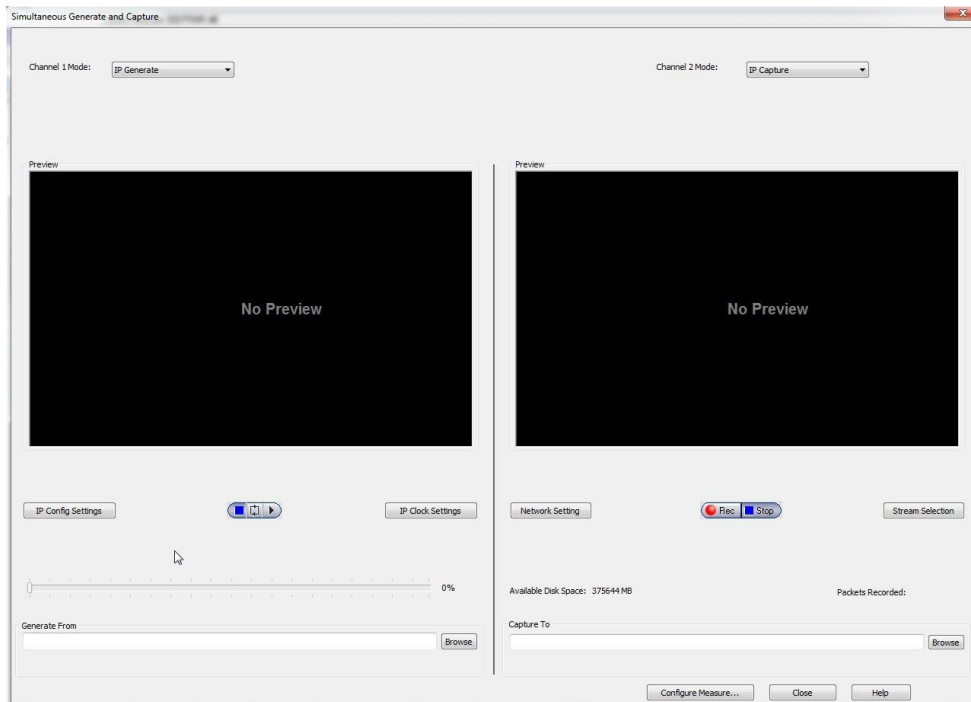 Simultaneous Generate and Capture
Channel 1 Mode: IP Generate
Channel 2 Mode: IP Capture
Preview
No Preview
IP Config Settings
IP Clock Settings
0%
Generate From
Browse
Preview
No Preview
Network Setting
Rec Stop
Stream Selection
Available Disk Space: 375644 MB
Packets Recorded:
Capture To
Browse
Configure Measure... Close Help